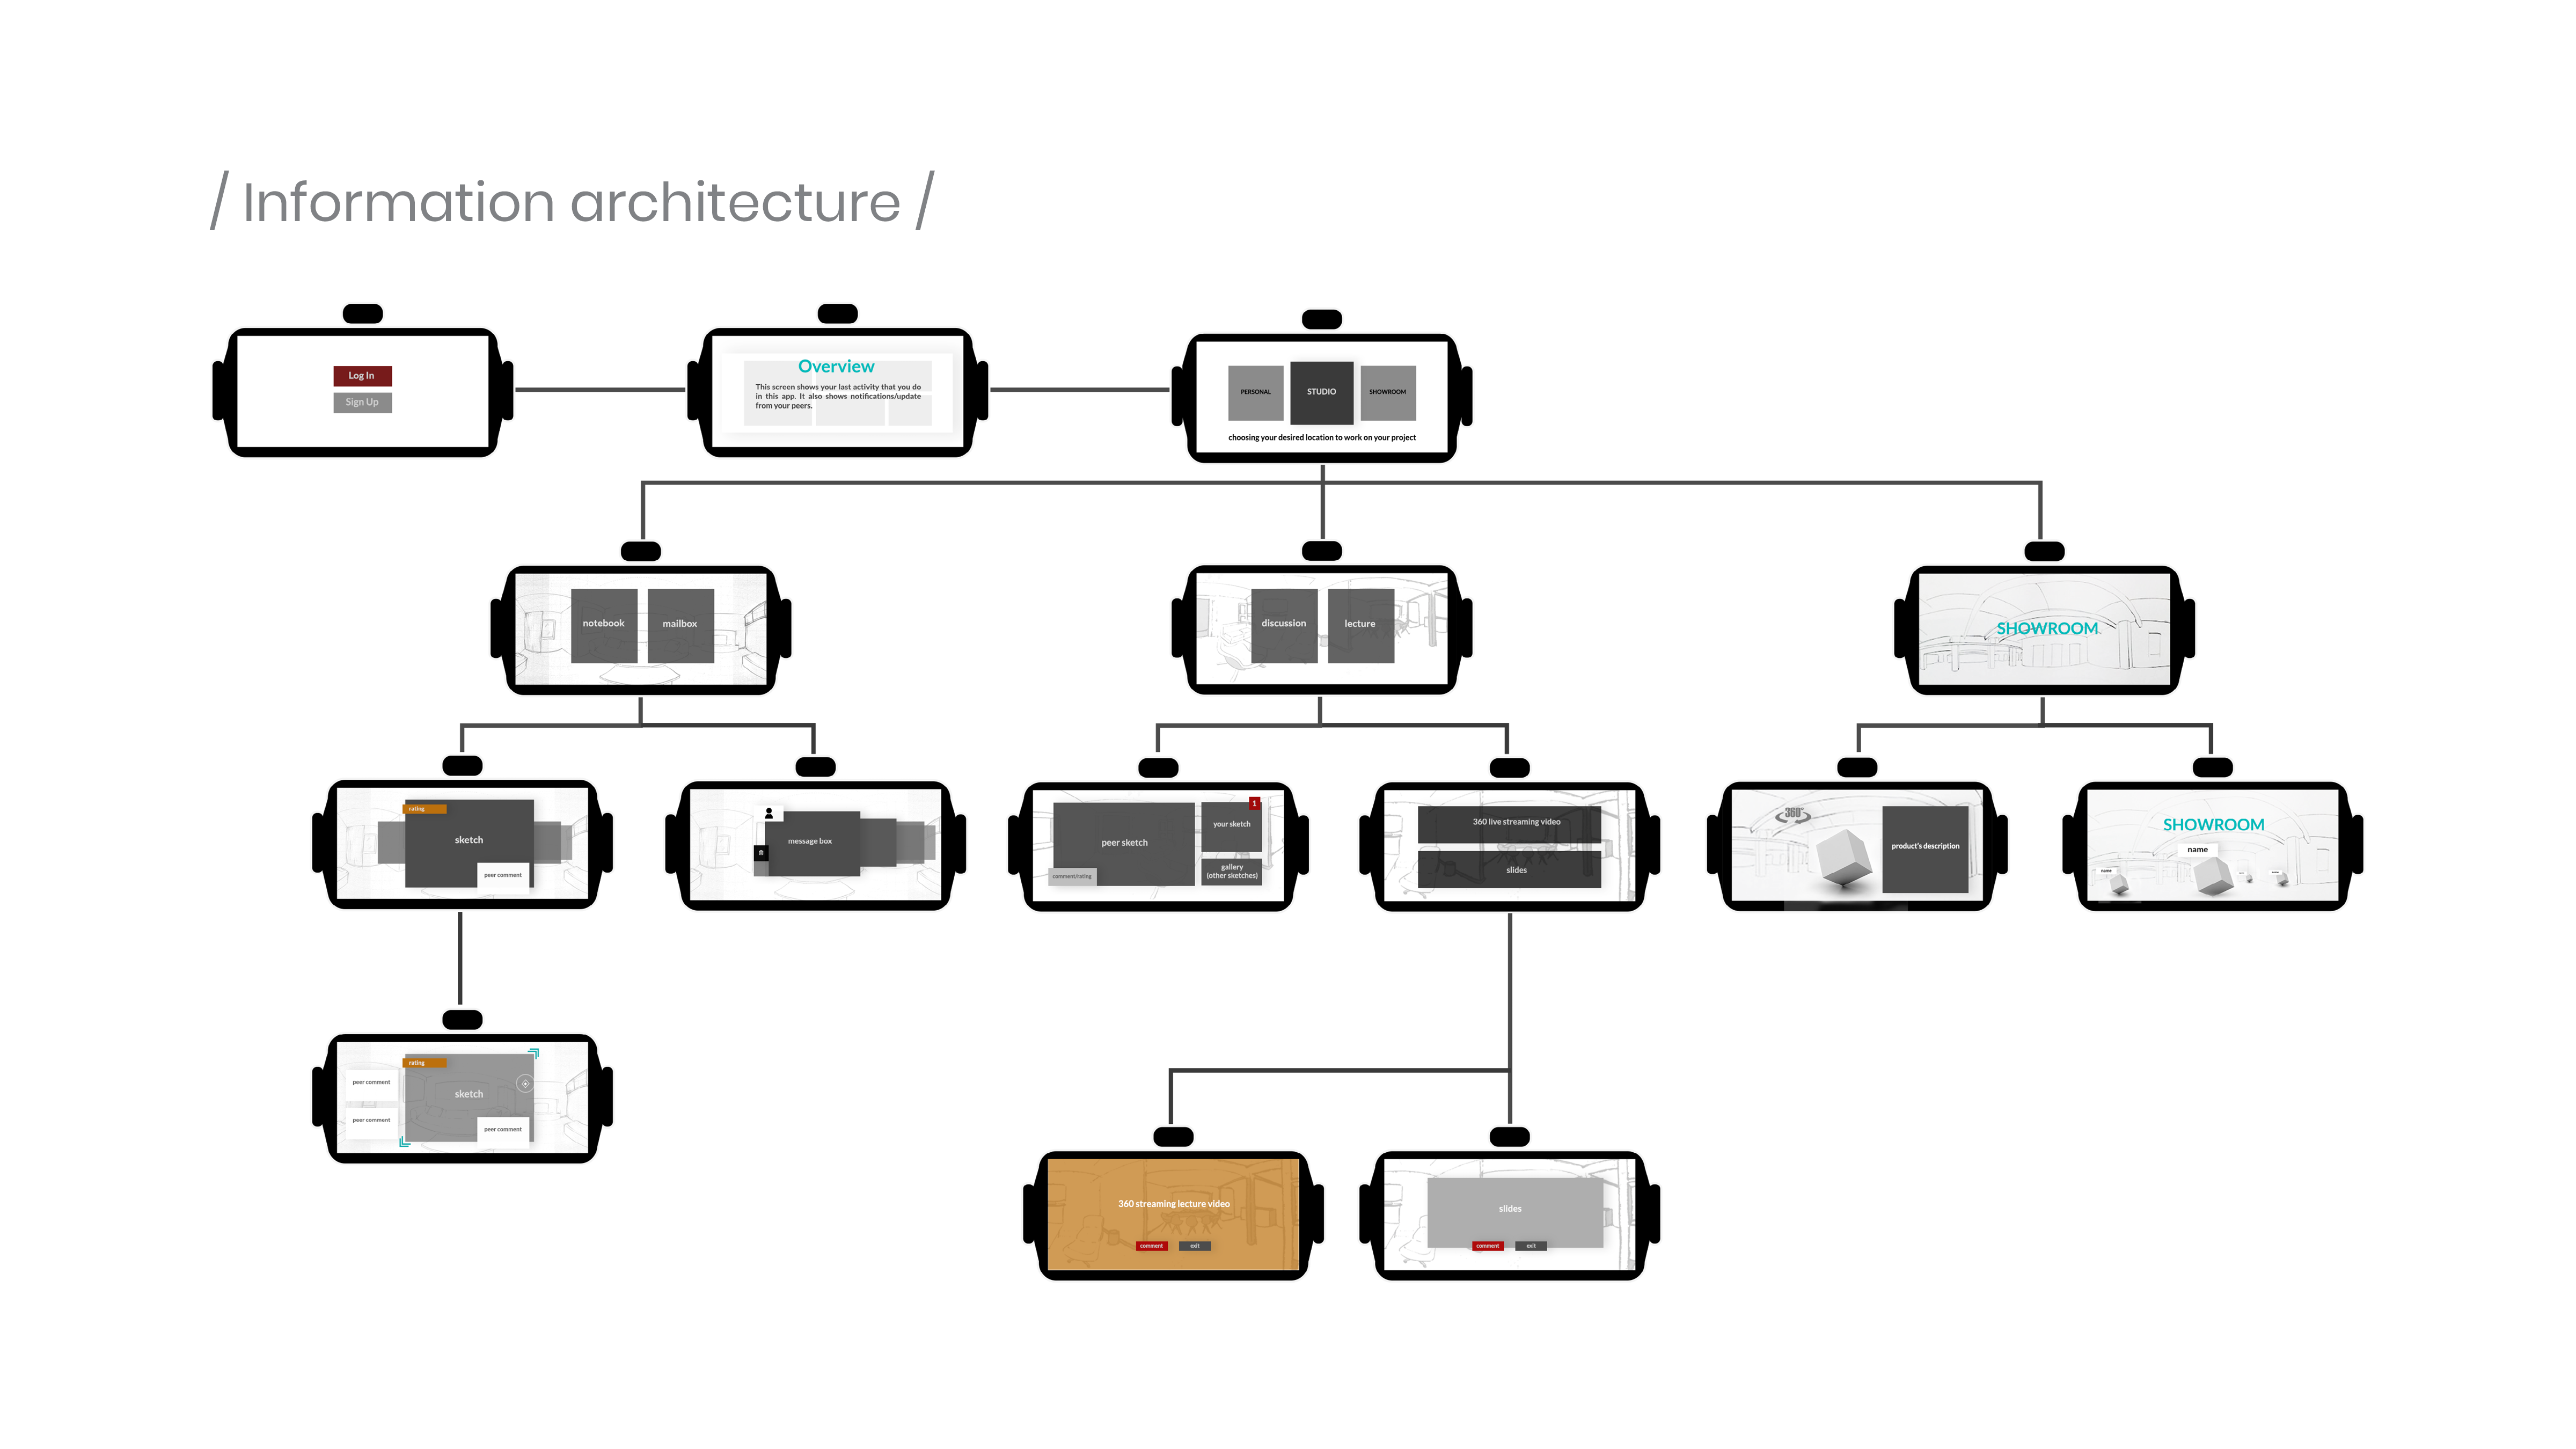 / Information architecture /
Log In
Sign Up
Overview
This screen shows your last activity that you do
in this app. It also shows notifications/update
from your peers.
PERSONAL
STUDIO
SHOWROOM
choosing your desired location to work on your project
notebook
mailbox
discussion
lecture
SHOWROOM
rating
sketch
peer comment
message box
peer sketch
comment/rating
1
your sketch
gallery
(other sketches)
360 live streaming video
slides
360°
product's description
SHOWROOM
name
name
rating
peer comment
sketch
peer comment
peer comment
360 streaming lecture video
comment
exit
slides
comment
exit